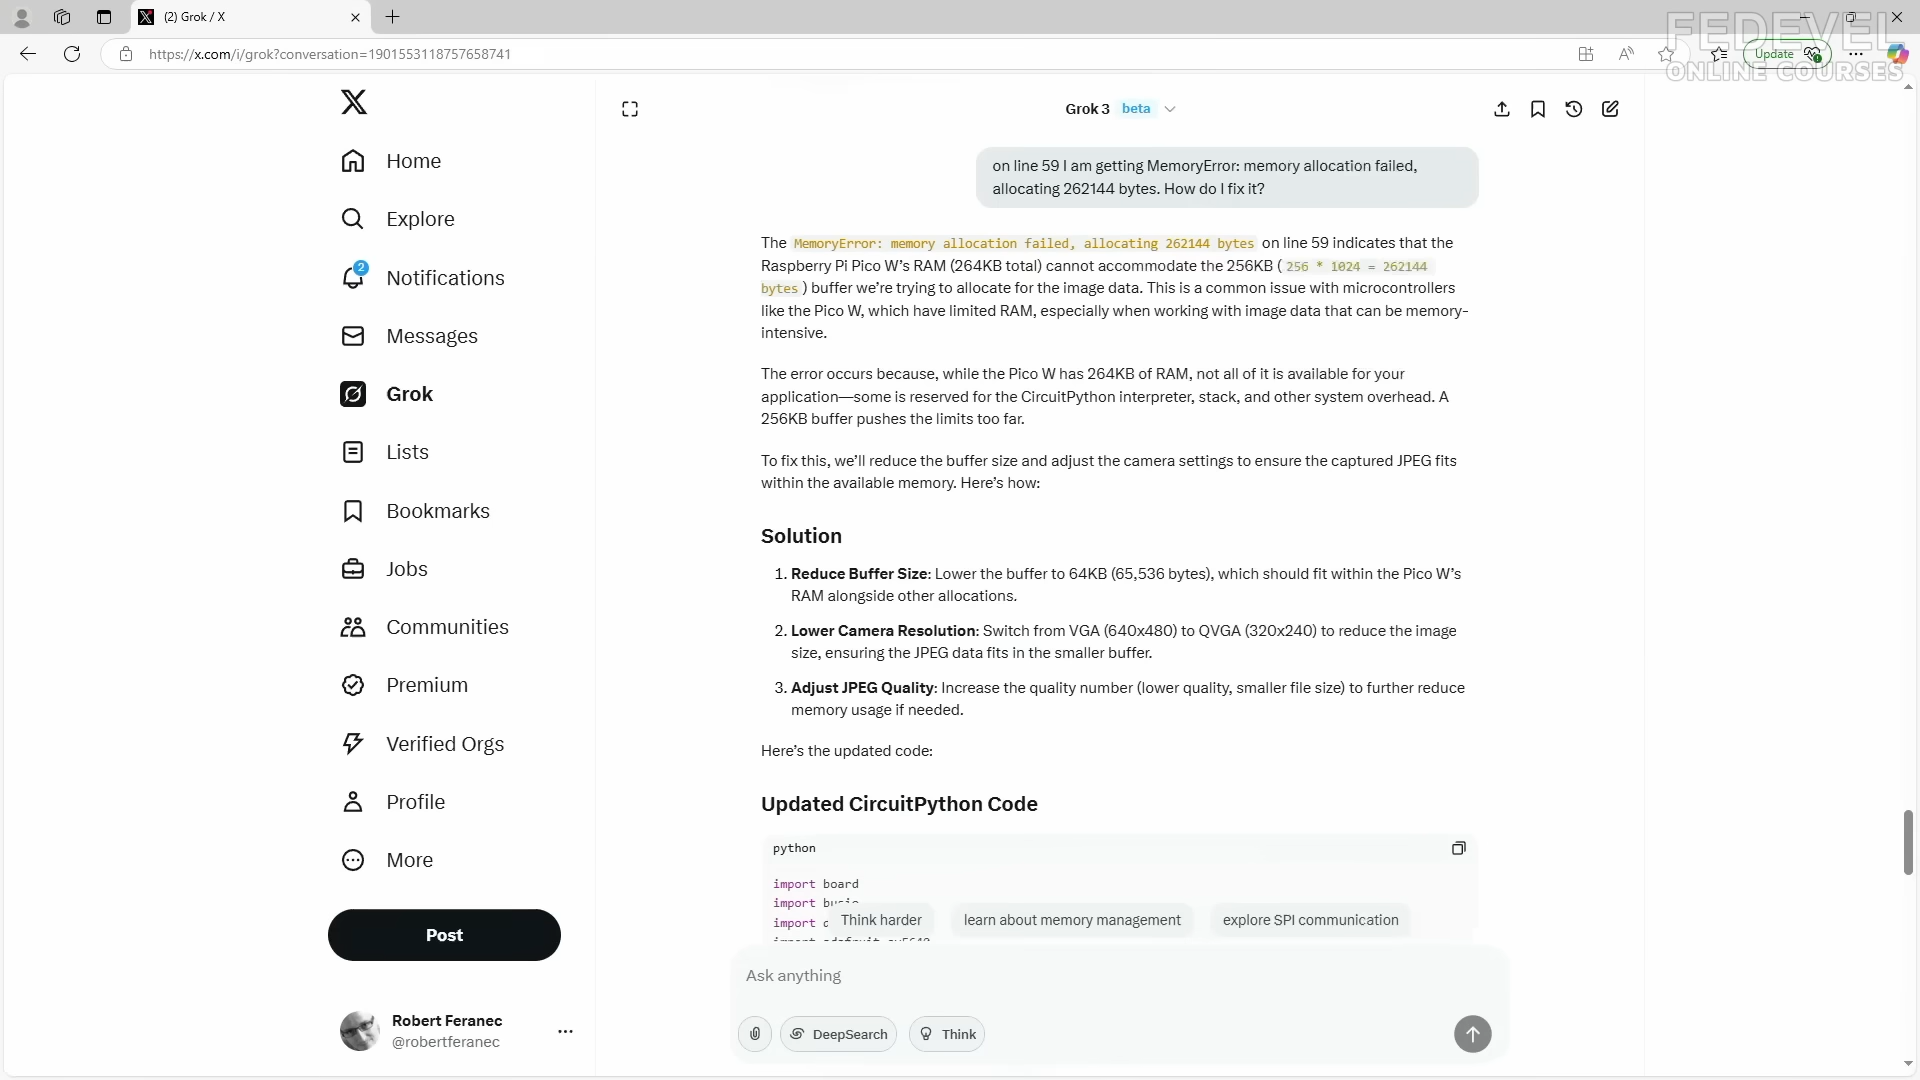 (2) Grok / X
FEDEVEL
ONLINE COURSES
https://x.com/i/grok?conversation=1901553118757658741
Update
Home
Explore
2
Notifications
Messages
Grok
Lists
Bookmarks
Jobs
Communities
Premium
Verified Orgs
Profile
More
Post
Robert Feranec
@robertferanec
Grok 3 beta
on line 59 I am getting MemoryError: memory allocation failed,
allocating 262144 bytes. How do I fix it?
The MemoryError: memory allocation failed, allocating 262144 bytes on line 59 indicates that the
Raspberry Pi Pico W’s RAM (264KB total) cannot accommodate the 256KB ( 256 * 1024 = 262144
bytes ) buffer we’re trying to allocate for the image data. This is a common issue with microcontrollers
like the Pico W, which have limited RAM, especially when working with image data that can be memory-
intensive.
The error occurs because, while the Pico W has 264KB of RAM, not all of it is available for your
application—some is reserved for the CircuitPython interpreter, stack, and other system overhead. A
256KB buffer pushes the limits too far.
To fix this, we’ll reduce the buffer size and adjust the camera settings to ensure the captured JPEG fits
within the available memory. Here’s how:
Solution
1. Reduce Buffer Size: Lower the buffer to 64KB (65,536 bytes), which should fit within the Pico W’s
RAM alongside other allocations.
2. Lower Camera Resolution: Switch from VGA (640x480) to QVGA (320x240) to reduce the image
size, ensuring the JPEG data fits in the smaller buffer.
3. Adjust JPEG Quality: Increase the quality number (lower quality, smaller file size) to further reduce
memory usage if needed.
Here’s the updated code:
Updated CircuitPython Code
python
import board
import busio
import
Think harder
learn about memory management
explore SPI communication
Ask anything
DeepSearch
Think